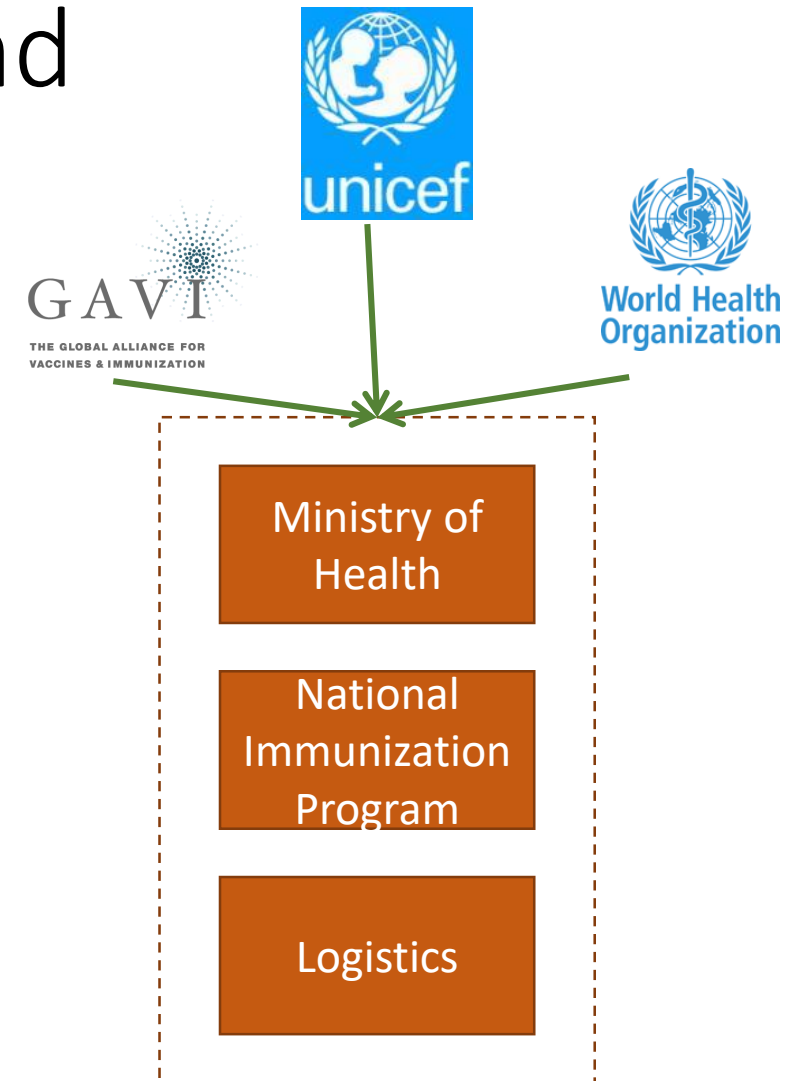 nd
unicef
GAVI
THE GLOBAL ALLIANCE FOR
VACCINES & IMMUNIZATION
World Health
Organization
Ministry of
Health
National
Immunization
Program
Logistics